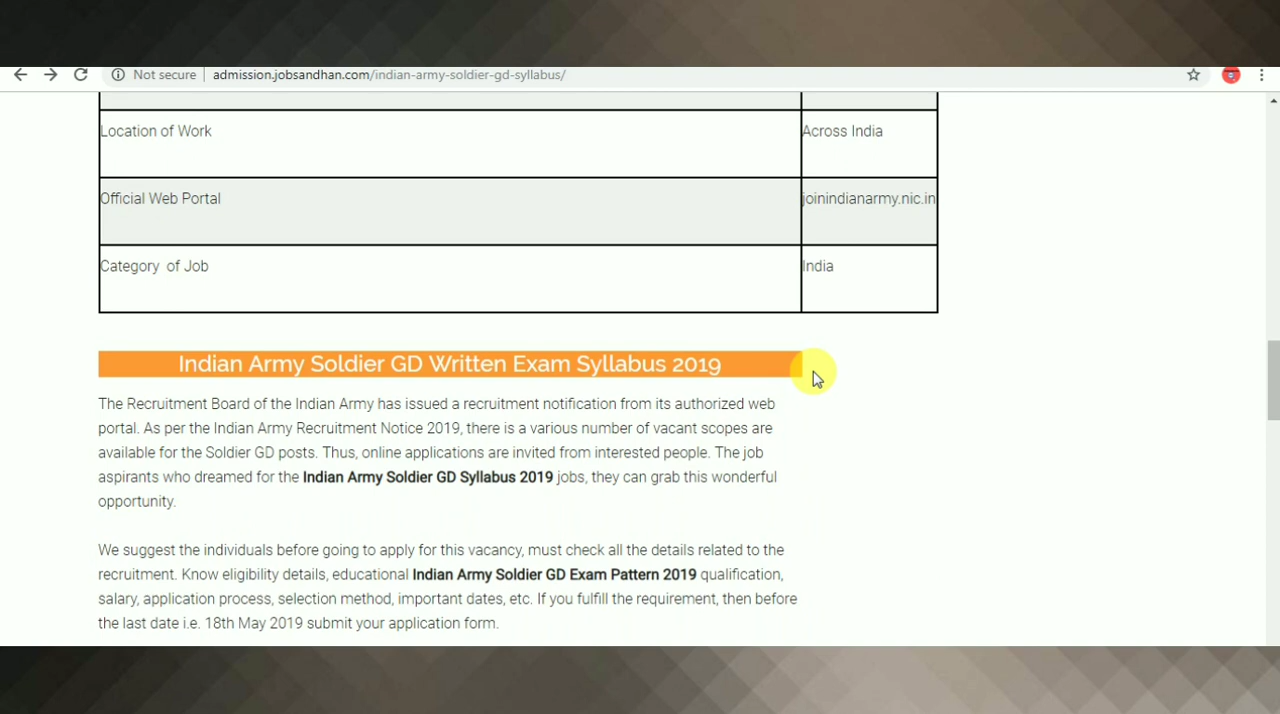 Not secure admission.jobsandhan.com/indian-army-soldier-gd-syllabus/
Location of Work Across India
Official Web Portal joinindianarmy.nic.in
Category of Job India
Indian Army Soldier GD Written Exam Syllabus 2019
The Recruitment Board of the Indian Army has issued a recruitment notification from its authorized web
portal. As per the Indian Army Recruitment Notice 2019, there is a various number of vacant scopes are
available for the Soldier GD posts. Thus, online applications are invited from interested people. The job
aspirants who dreamed for the Indian Army Soldier GD Syllabus 2019 jobs, they can grab this wonderful
opportunity.
We suggest the individuals before going to apply for this vacancy, must check all the details related to the
recruitment. Know eligibility details, educational Indian Army Soldier GD Exam Pattern 2019 qualification,
salary, application process, selection method, important dates, etc. If you fulfill the requirement, then before
the last date i.e. 18th May 2019 submit your application form.